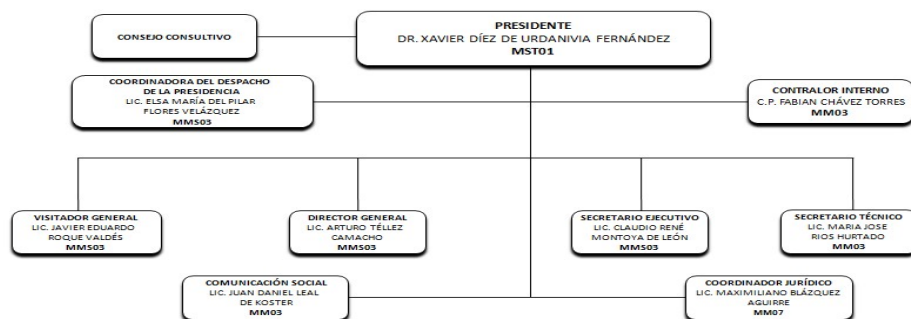 PRESIDENTE
DR. XAVIER DÍEZ DE URDANIVIA FERNÁNDEZ
MST01
CONSEJO CONSULTIVO
COORDINADORA DEL DESPACHO
DE LA PRESIDENCIA
LIC. ELSA MARÍA DEL PILAR
FLORES VELÁZQUEZ
MMS03
CONTRALOR INTERNO
C.P. FABIAN CHÁVEZ TORRES
MM03
VISITADOR GENERAL
LIC. JAVIER EDUARDO
ROQUE VALDÉS
MMS03
DIRECTOR GENERAL
LIC. ARTURO TÉLLEZ
CAMACHO
MMS03
SECRETARIO EJECUTIVO
LIC. CLAUDIO RENÉ
MONTOYA DE LEÓN
MMS03
SECRETARIO TÉCNICO
LIC. MARIA JOSE
RIOS HURTADO
MM03
COMUNICACIÓN SOCIAL
LIC. JUAN DANIEL LEAL
DE KOSTER
MM03
COORDINADOR JURÍDICO
LIC. MAXIMILIANO BLÁZQUEZ
AGUIRRE
MM07